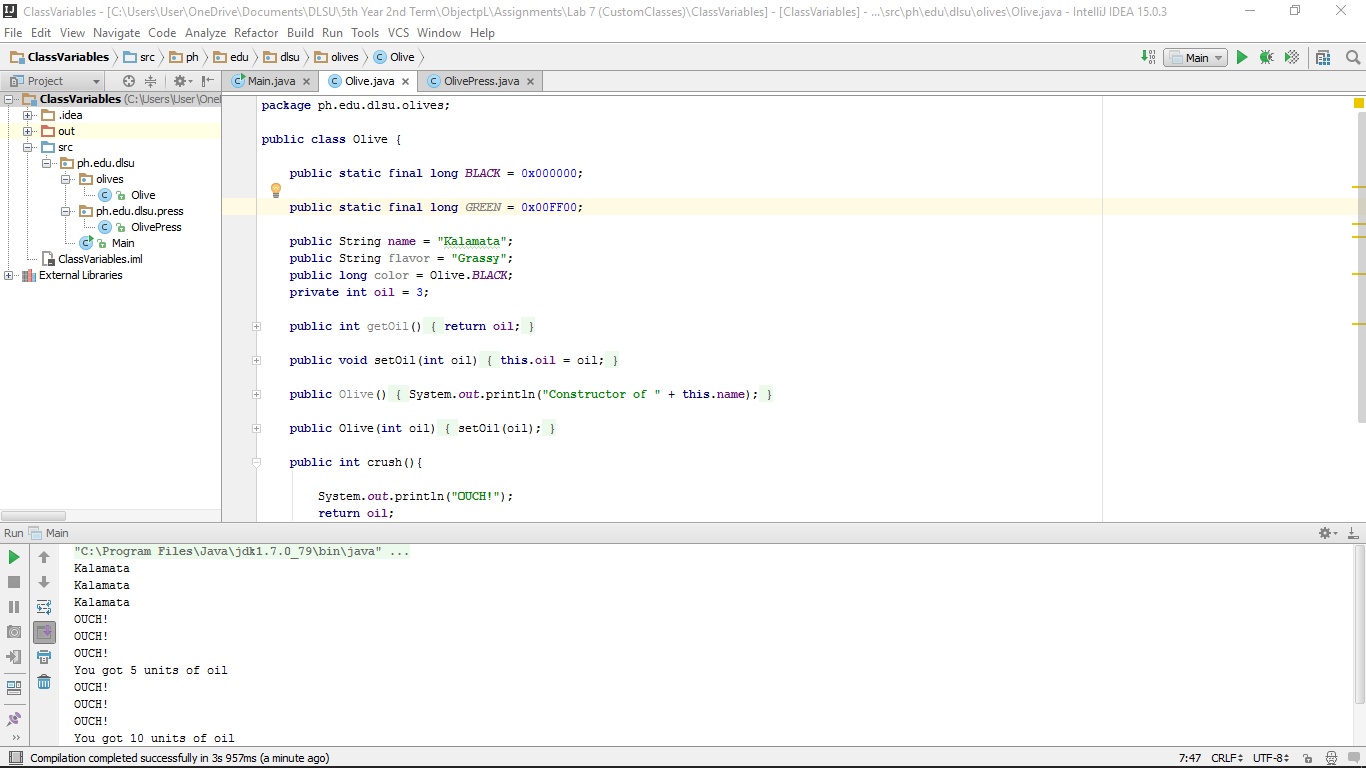 ClassVariables - [C:\Users\User\OneDrive\Documents\DLSU\5th Year 2nd Term\ObjectpL\Assignments\Lab 7 (CustomClasses)\ClassVariables] - [ClassVariables] - ...\src\ph\edu\dlsu\olives\Olive.java - IntelliJ IDEA 15.0.3
File Edit View Navigate Code Analyze Refactor Build Run Tools VCS Window Help
ClassVariables src ph edu dlsu olives Olive Main
Project Main.java Olive.java OlivePress.java
ClassVariables (C:\Users\User\OneI
.idea
out
src
ph.edu.dlsu
olives
Olive
ph.edu.dlsu.press
OlivePress
Main
ClassVariables.iml
External Libraries
package ph.edu.dlsu.olives;
public class Olive {
public static final long BLACK = 0x000000;
public static final long GREEN = 0x00FF00;
public String name = "Kalamata";
public String flavor = "Grassy";
public long color = Olive.BLACK;
private int oil = 3;
public int getOil() { return oil; }
public void setOil(int oil) { this.oil = oil; }
public Olive() { System.out.println("Constructor of " + this.name); }
public Olive(int oil) { setOil(oil); }
public int crush(){
System.out.println("OUCH!");
return oil;
Run Main
"C:\Program Files\Java\jdk1.7.0_79\bin\java" ...
Kalamata
Kalamata
Kalamata
OUCH!
OUCH!
OUCH!
You got 5 units of oil
OUCH!
OUCH!
OUCH!
You got 10 units of oil
Compilation completed successfully in 3s 957ms (a minute ago) 7:47 CRLF UTF-8